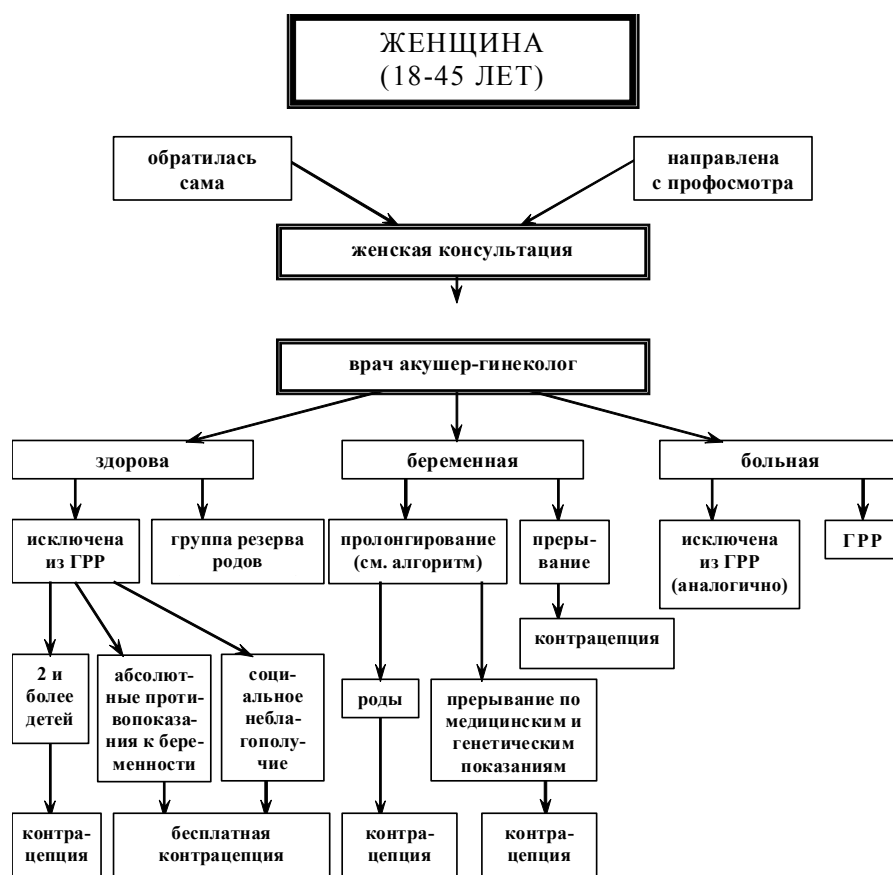 ЖЕНЩИНА
(18-45 ЛЕТ)
обратилась
сама
направлена
с профосмотра
женская консультация
врач акушер-гинеколог
здорова
беременная
больная
исключена
из ГРР
группа резерва
родов
пролонгирование
(см. алгоритм)
преры-
вание
исключена
из ГРР
(аналогично)
ГРР
контрацепция
2 и
более
детей
абсолют-
ные проти-
вопоказа-
ния к бере-
менности
соци-
альное
небла-
гополу-
чие
роды
прерывание по
медицинским и
генетическим
показаниям
контра-
цепция
бесплатная
контрацепция
контра-
цепция
контра-
цепция